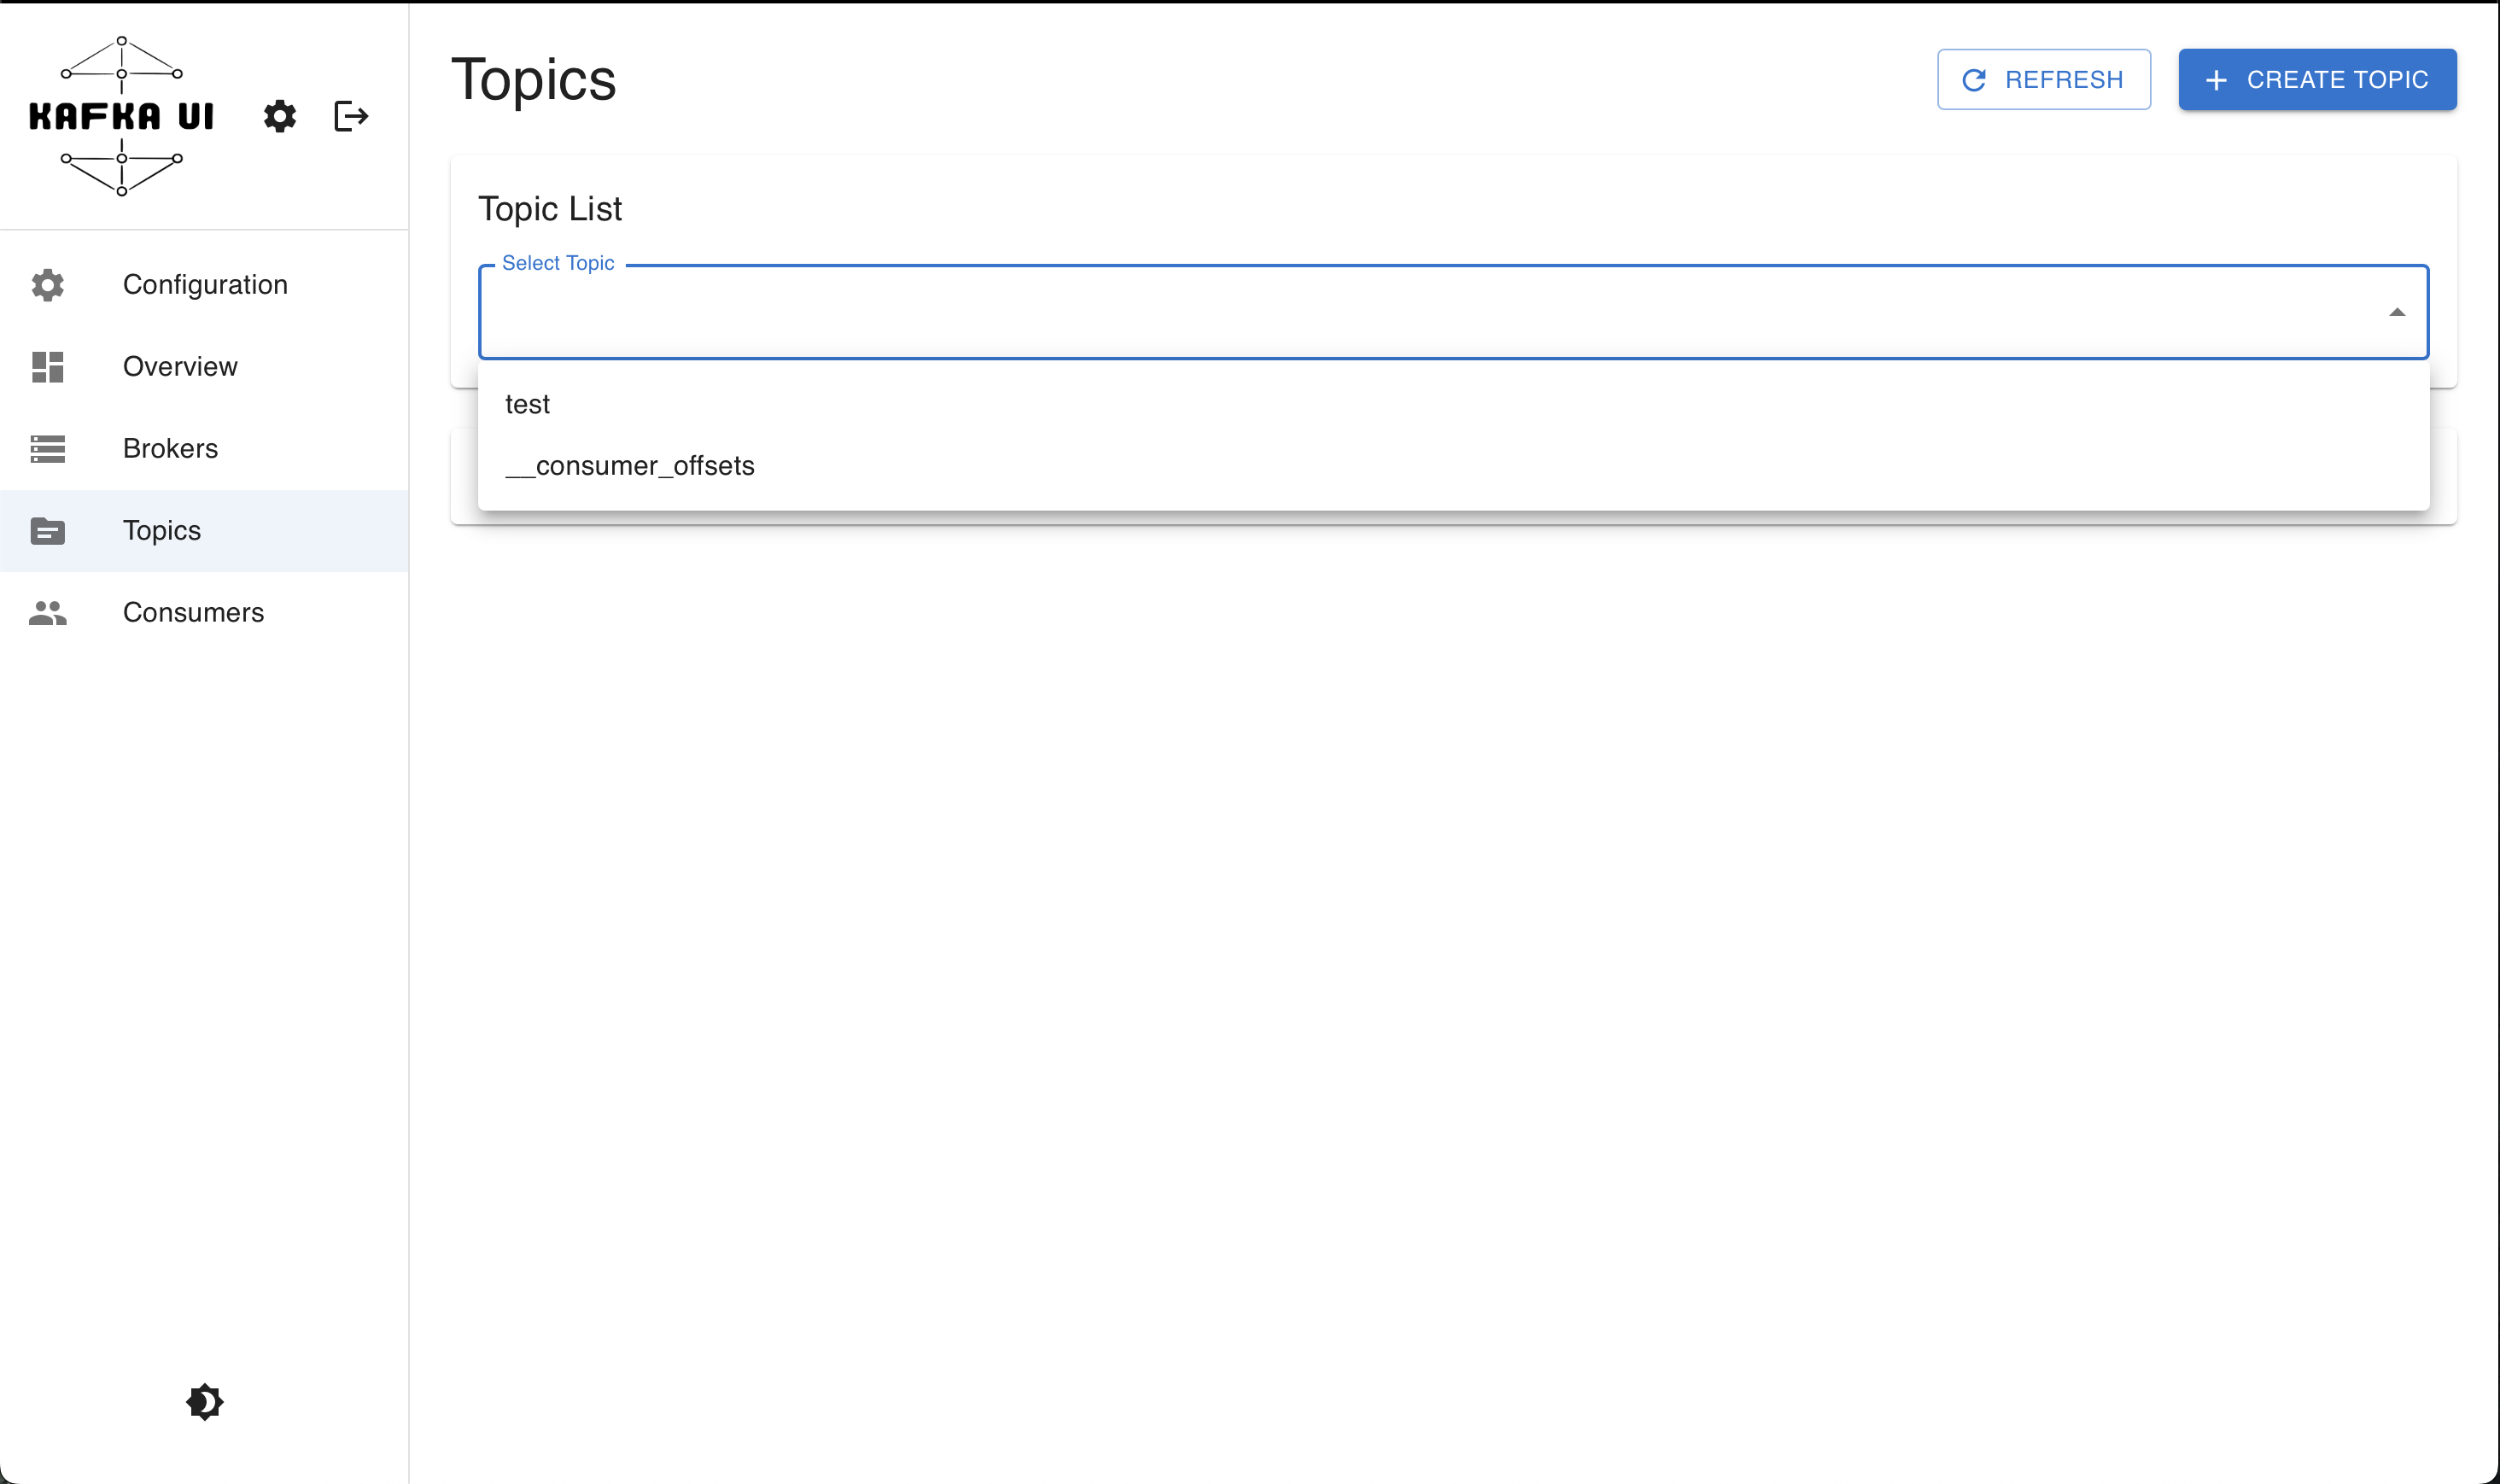 KAFKA UI
Configuration
Overview
Brokers
Topics
Consumers
Topics
REFRESH
CREATE TOPIC
Topic List
Select Topic
test
__consumer_offsets